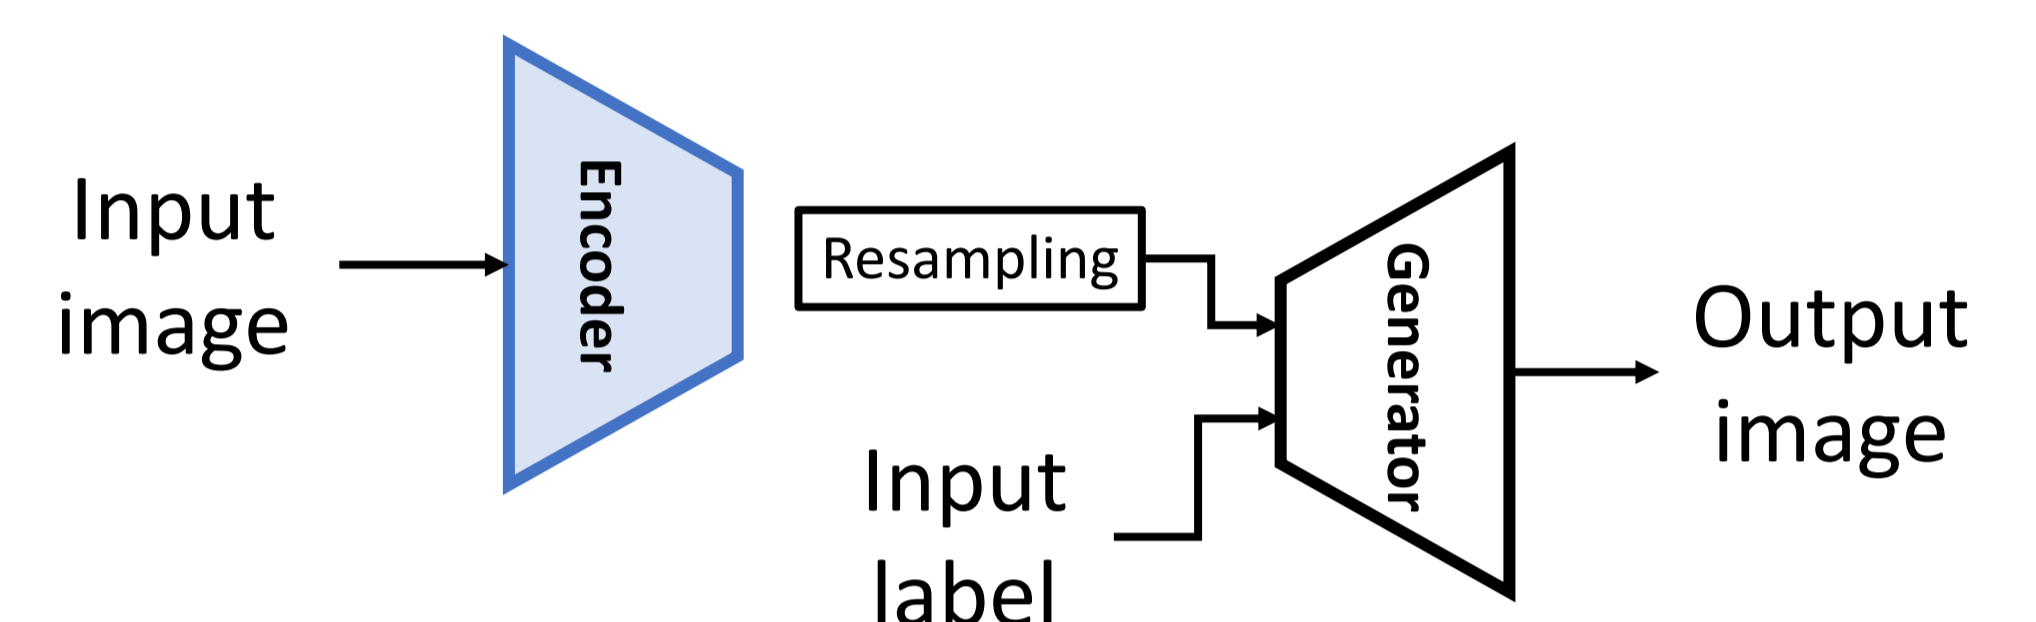 Input
image
Encoder
Resampling
Input
label
Generator
Output
image